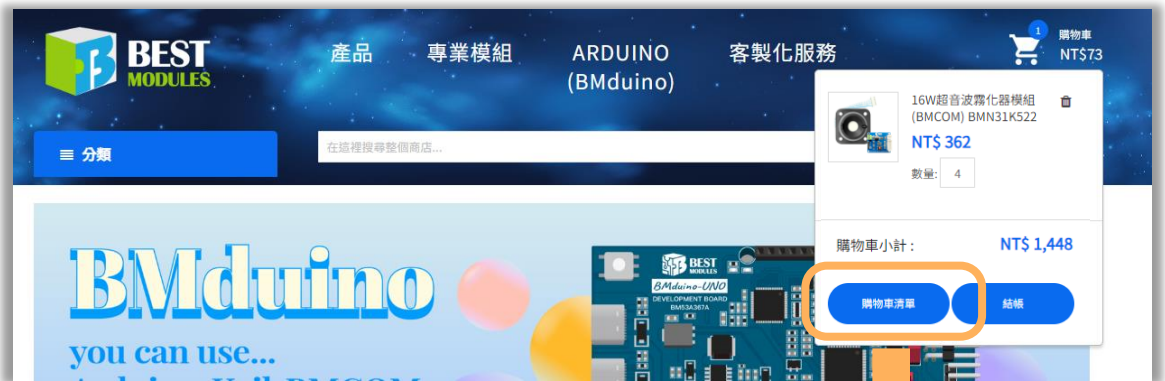 BEST
MODULES
產品
專業模組
ARDUINO
(BMduino)
客製化服務
1
購物車
NT$73
16W超音波霧化器模組
(BMCOM) BMN31K522
NT$ 362
數量: 4
分類
在這裡搜尋整個商店...
購物車小計 :
NT$ 1,448
購物車清單
結帳
BMduino
you can use...
BEST
MODULES
BMduino-UNO
DEVELOPMENT BOARD
BM53A367A